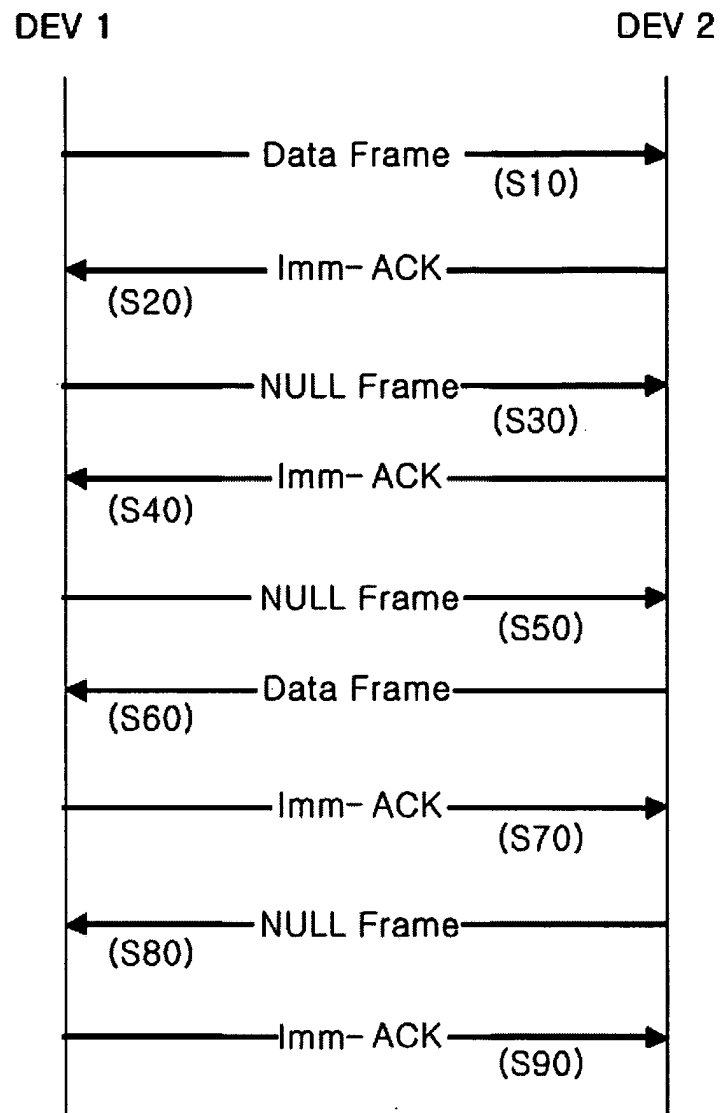 DEV 1 DEV 2
Data Frame
(S10)
Imm-ACK
(S20)
NULL Frame
(S30)
Imm-ACK
(S40)
NULL Frame
(S50)
Data Frame
(S60)
Imm-ACK
(S70)
NULL Frame
(S80)
Imm-ACK
(S90)